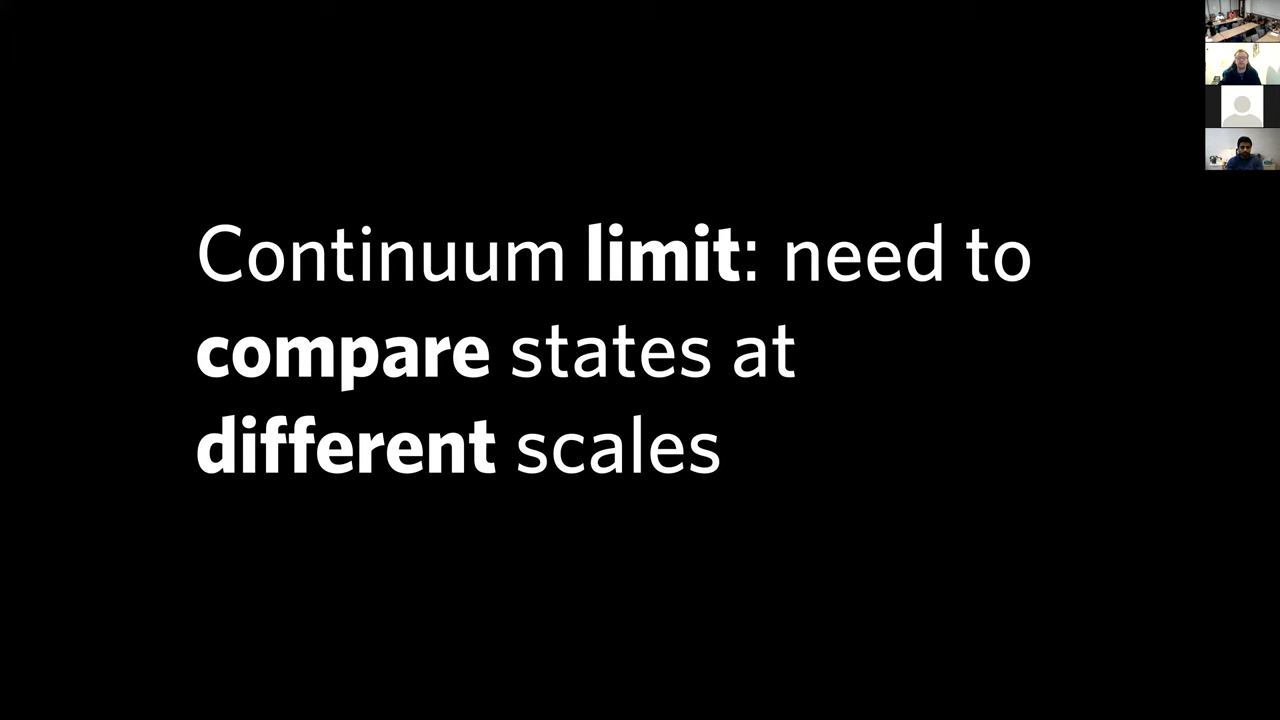 Continuum limit: need to
compare states at
different scales